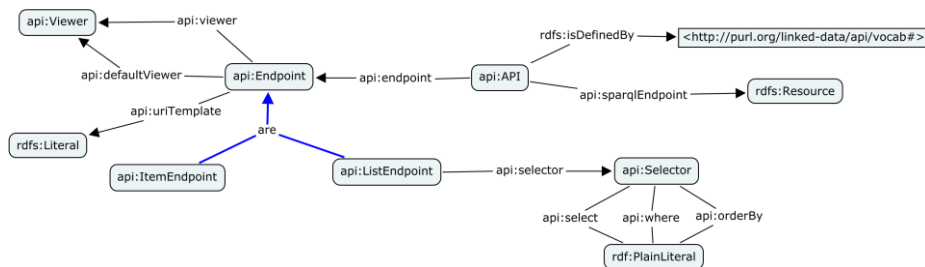 api:Viewer
api:viewer
rdfs:isDefinedBy
<http://purl.org/linked-data/api/vocab#>
api:defaultViewer
api:Endpoint
api:endpoint
api:API
api:sparqlEndpoint
rdfs:Resource
api:uriTemplate
are
rdfs:Literal
api:ItemEndpoint
api:ListEndpoint
api:selector
api:Selector
api:select
api:where
api:orderBy
rdf:PlainLiteral